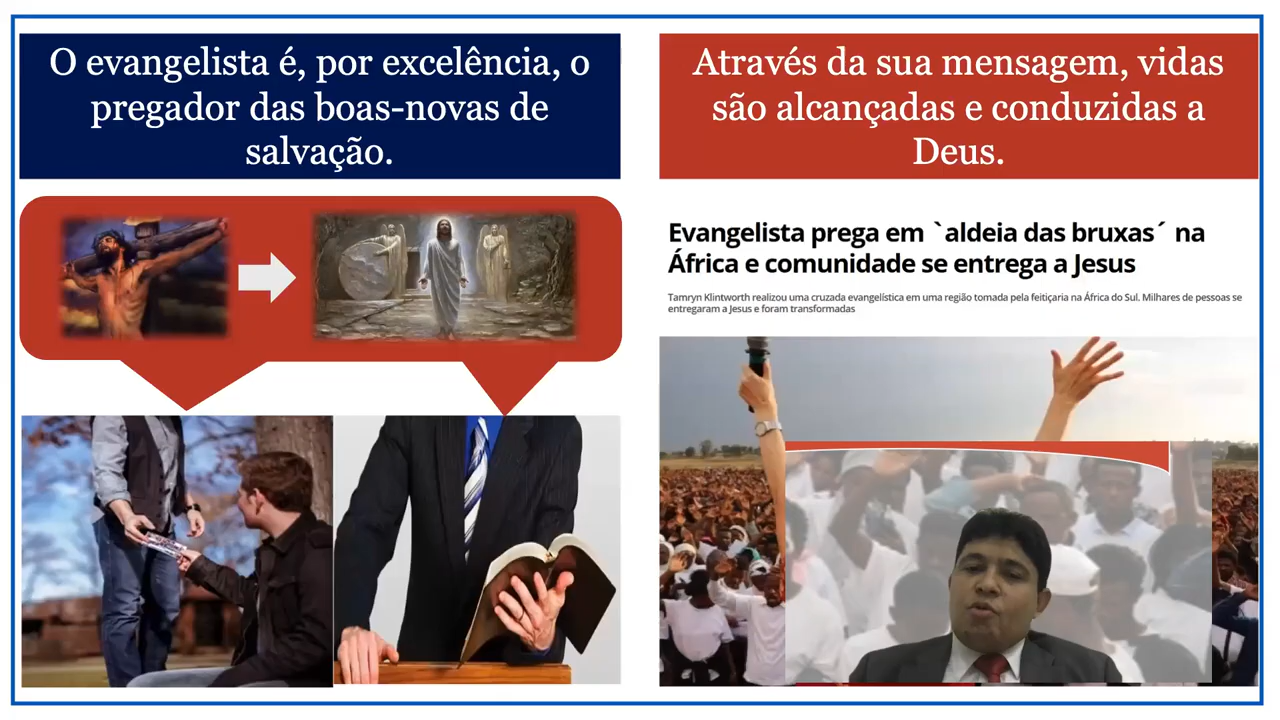 O evangelista é, por excelência, o
pregador das boas-novas de
salvação.
Através da sua mensagem, vidas
são alcançadas e conduzidas a
Deus.
Evangelista prega em `aldeia das bruxas´ na
África e comunidade se entrega a Jesus
Tamryn Klintworth realizou uma cruzada evangelística em uma região tomada pela feitiçaria na África do Sul. Milhares de pessoas se
entregaram a Jesus e foram transformadas